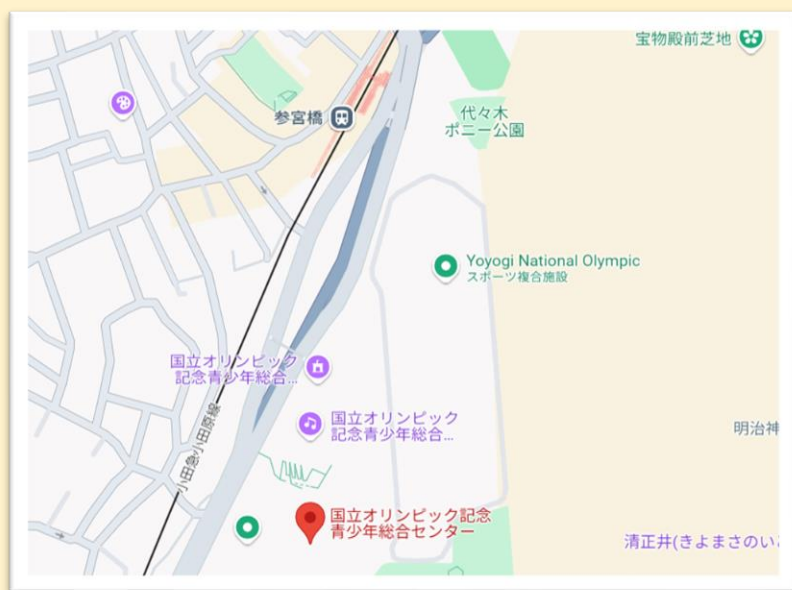 宝物殿前芝地
参宮橋
代々木
ポニー公園
Yoyogi National Olympic
スポーツ複合施設
国立オリンピック
記念青少年総合...
国立オリンピック
記念青少年総合...
小田急小田原線
明治神
国立オリンピック記念
青少年総合センター
清正井(きよまさのい